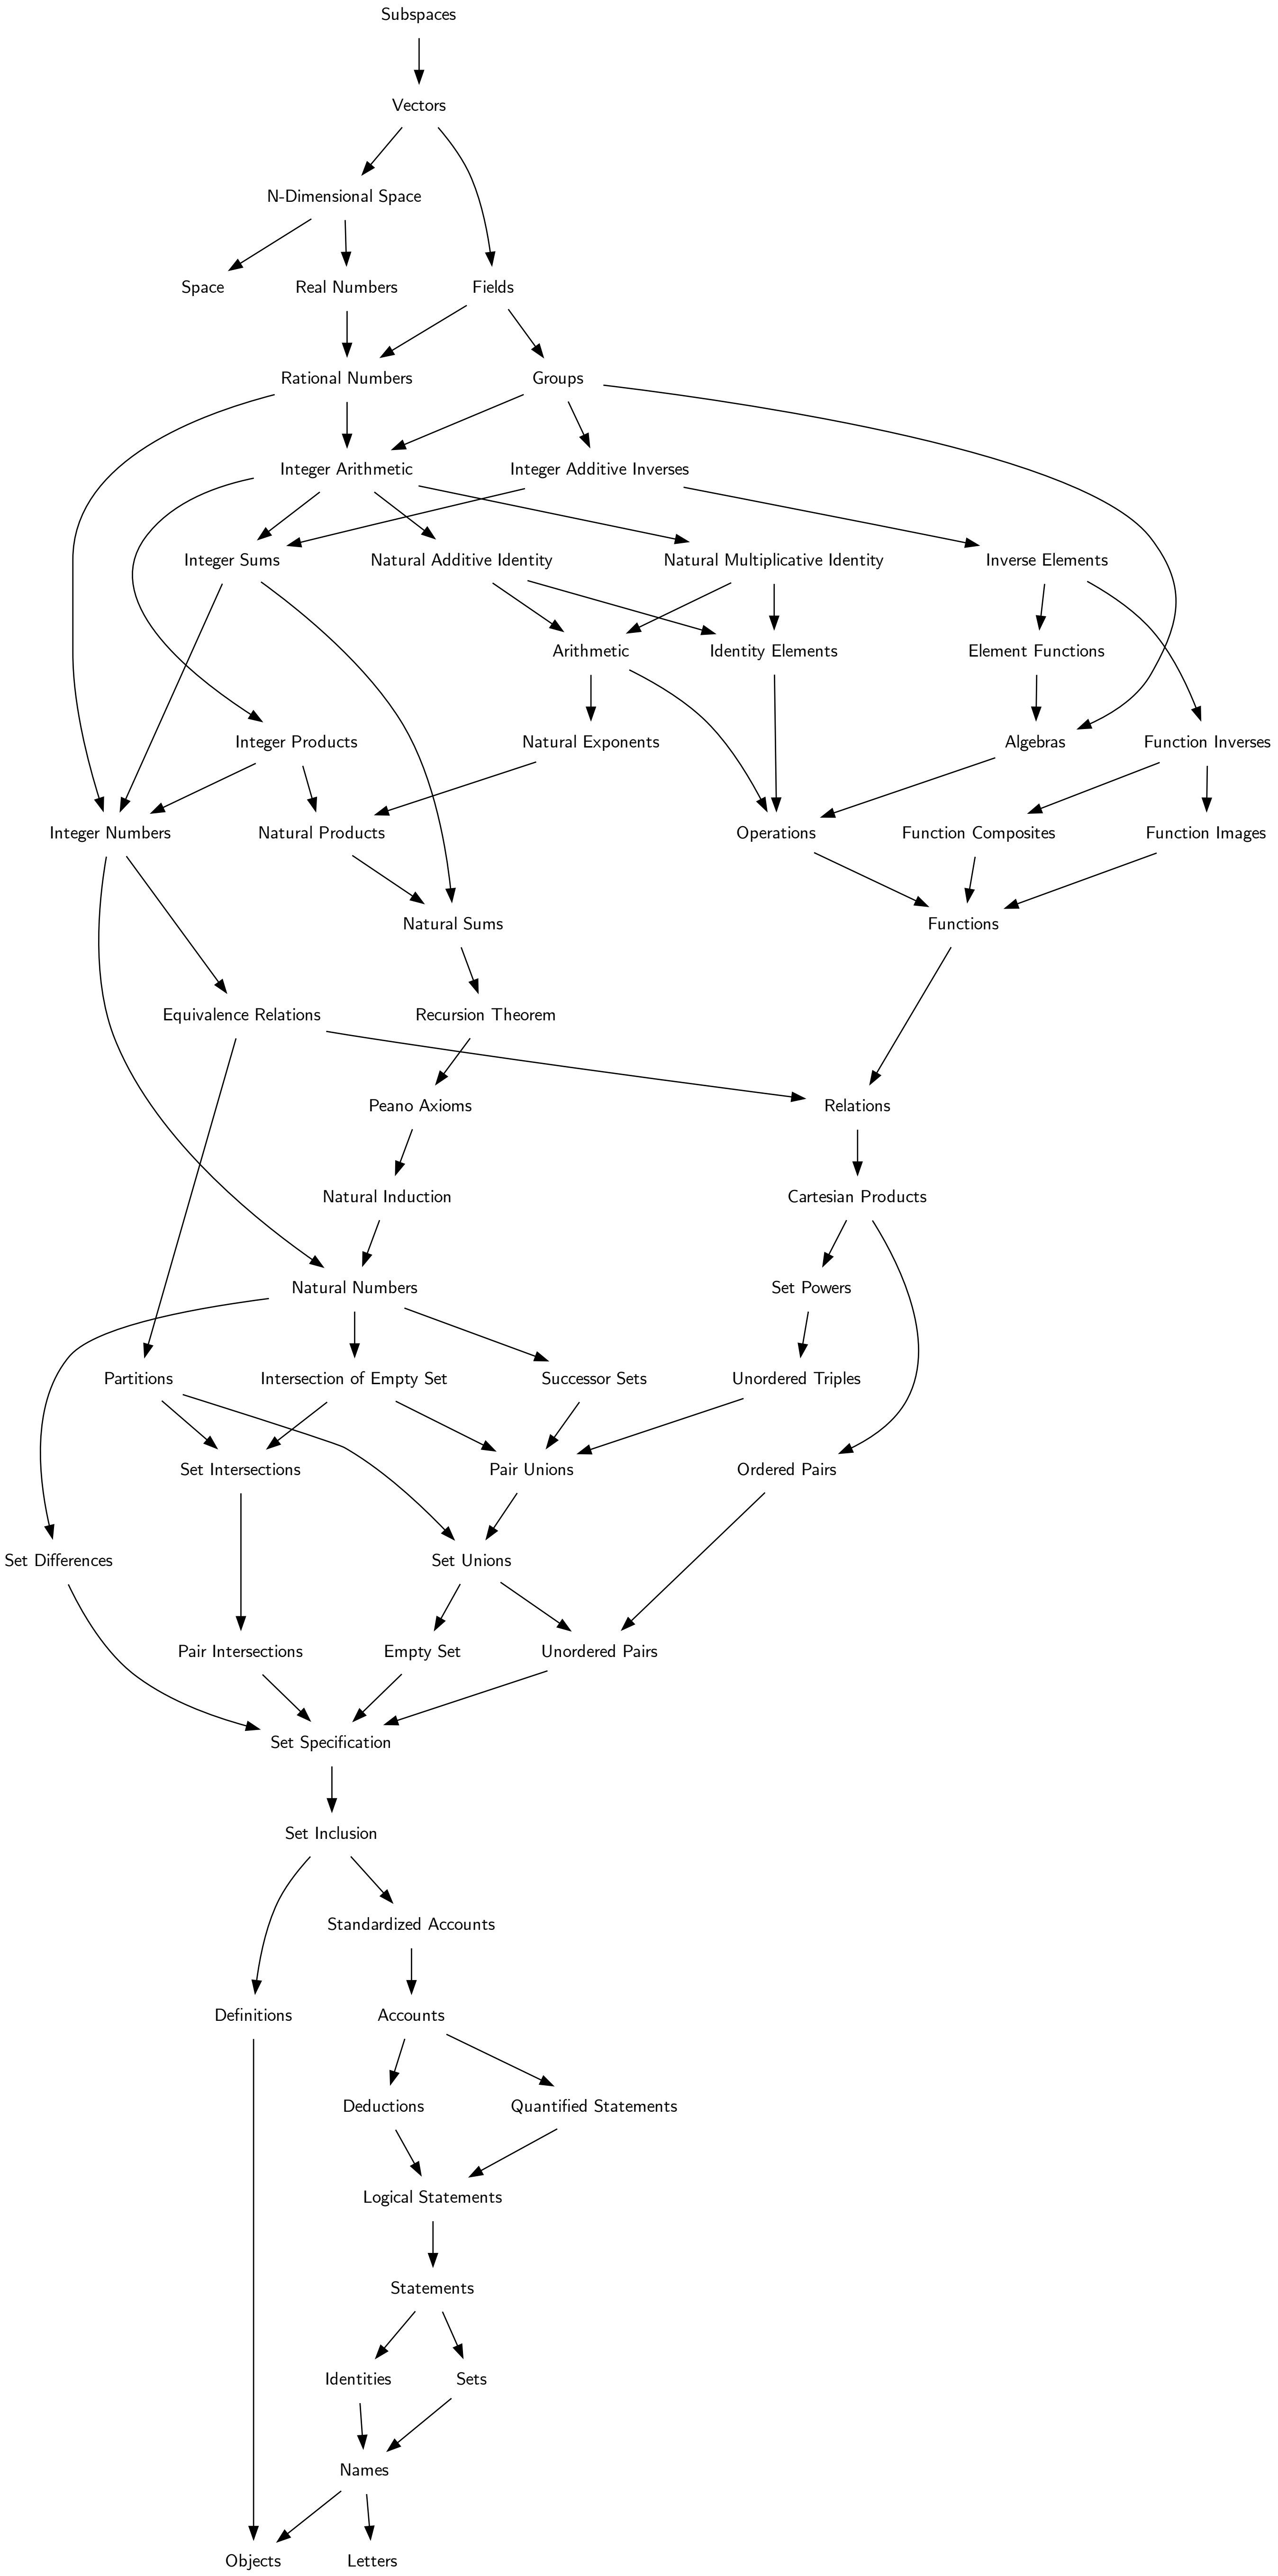 Subspaces
Vectors
N-Dimensional Space
Space
Real Numbers
Fields
Rational Numbers
Groups
Integer Arithmetic
Integer Additive Inverses
Integer Sums
Natural Additive Identity
Natural Multiplicative Identity
Inverse Elements
Arithmetic
Identity Elements
Element Functions
Integer Products
Natural Exponents
Algebras
Function Inverses
Integer Numbers
Natural Products
Operations
Function Composites
Function Images
Natural Sums
Functions
Equivalence Relations
Recursion Theorem
Peano Axioms
Relations
Natural Induction
Cartesian Products
Natural Numbers
Set Powers
Partitions
Intersection of Empty Set
Successor Sets
Unordered Triples
Set Intersections
Pair Unions
Ordered Pairs
Set Differences
Set Unions
Pair Intersections
Empty Set
Unordered Pairs
Set Specification
Set Inclusion
Standardized Accounts
Definitions
Accounts
Deductions
Quantified Statements
Logical Statements
Statements
Identities
Sets
Names
Objects
Letters